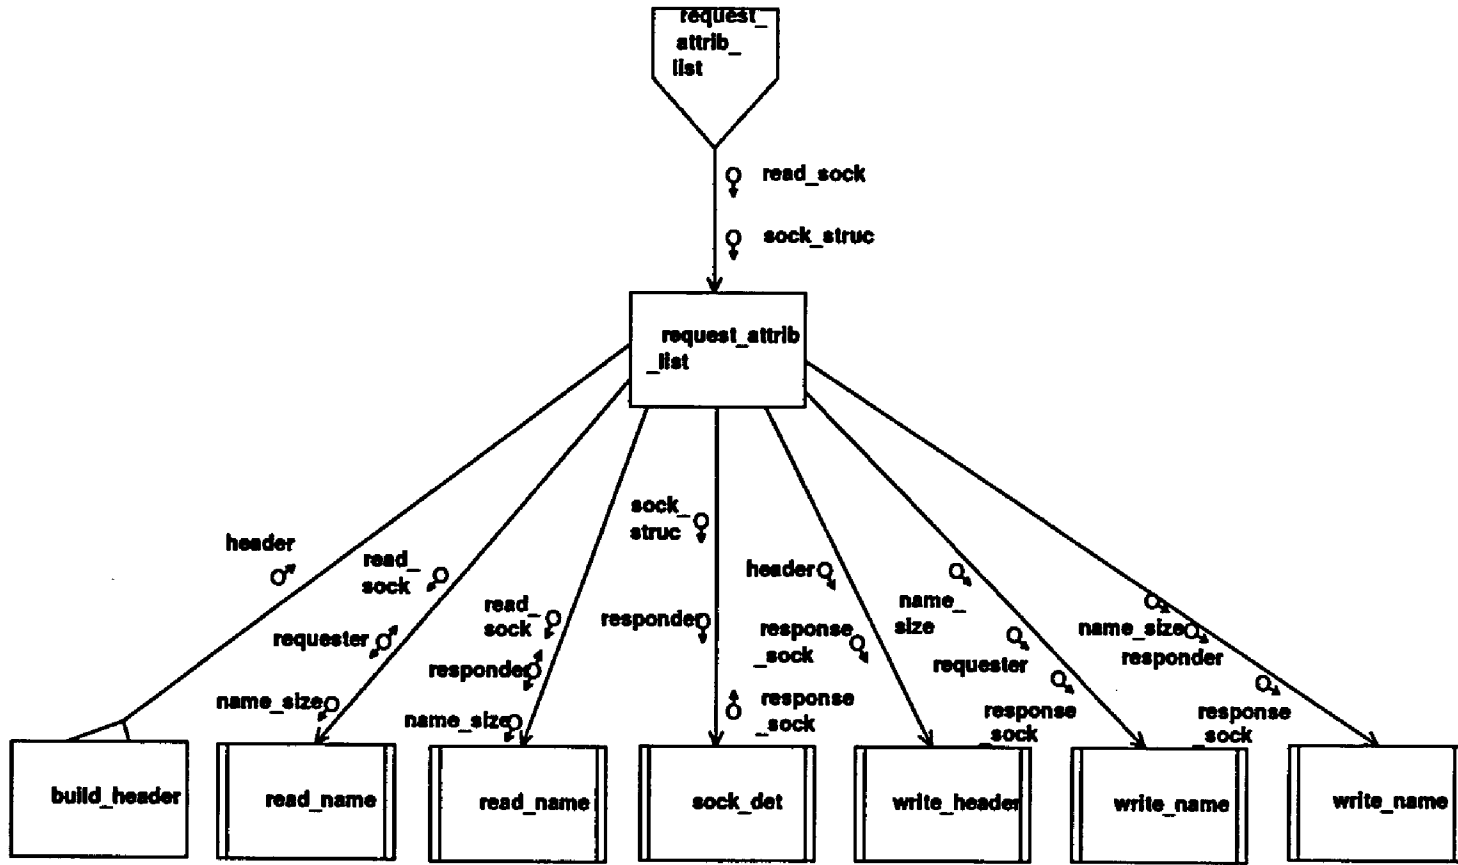 request_
attrib_
list
read_sock
sock_struc
request_attrib
_list
header
read_
sock
requester
name_size
read_
sock
responder
name_size
sock_
struc
responder
response
_sock
header
response
_sock
name_
size
requester
response
_sock
name_size
responder
response
_sock
build_header
read_name
read_name
sock_det
write_header
write_name
write_name